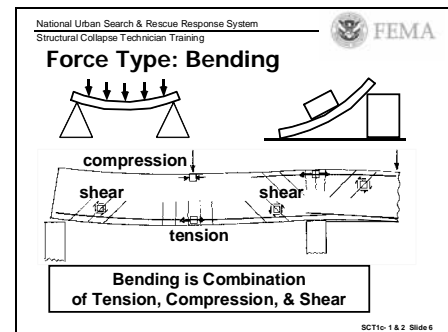 National Urban Search & Rescue Response System
Structural Collapse Technician Training
FEMA
Force Type: Bending
compression
shear
shear
tension
Bending is Combination
of Tension, Compression, & Shear
SCT1c- 1 & 2 Slide 6